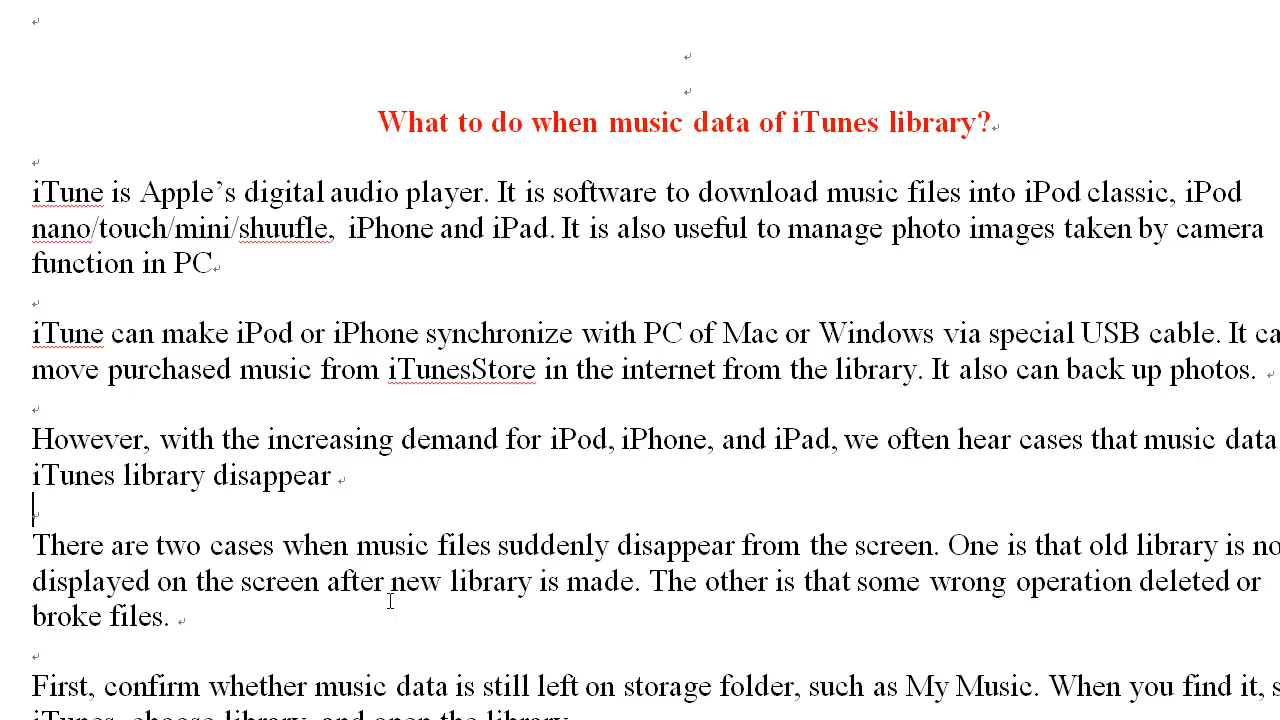 What to do when music data of iTunes library?
iTune is Apple’s digital audio player. It is software to download music files into iPod classic, iPod
nano/touch/mini/shuufle, iPhone and iPad. It is also useful to manage photo images taken by camera
function in PC
iTune can make iPod or iPhone synchronize with PC of Mac or Windows via special USB cable. It
move purchased music from iTunesStore in the internet from the library. It also can back up photos.
However, with the increasing demand for iPod, iPhone, and iPad, we often hear cases that music data
iTunes library disappear
There are two cases when music files suddenly disappear from the screen. One is that old library is
displayed on the screen after new library is made. The other is that some wrong operation deleted or
broke files.
First, confirm whether music data is still left on storage folder, such as My Music. When you find it,
iTunes, choose library, and open the library